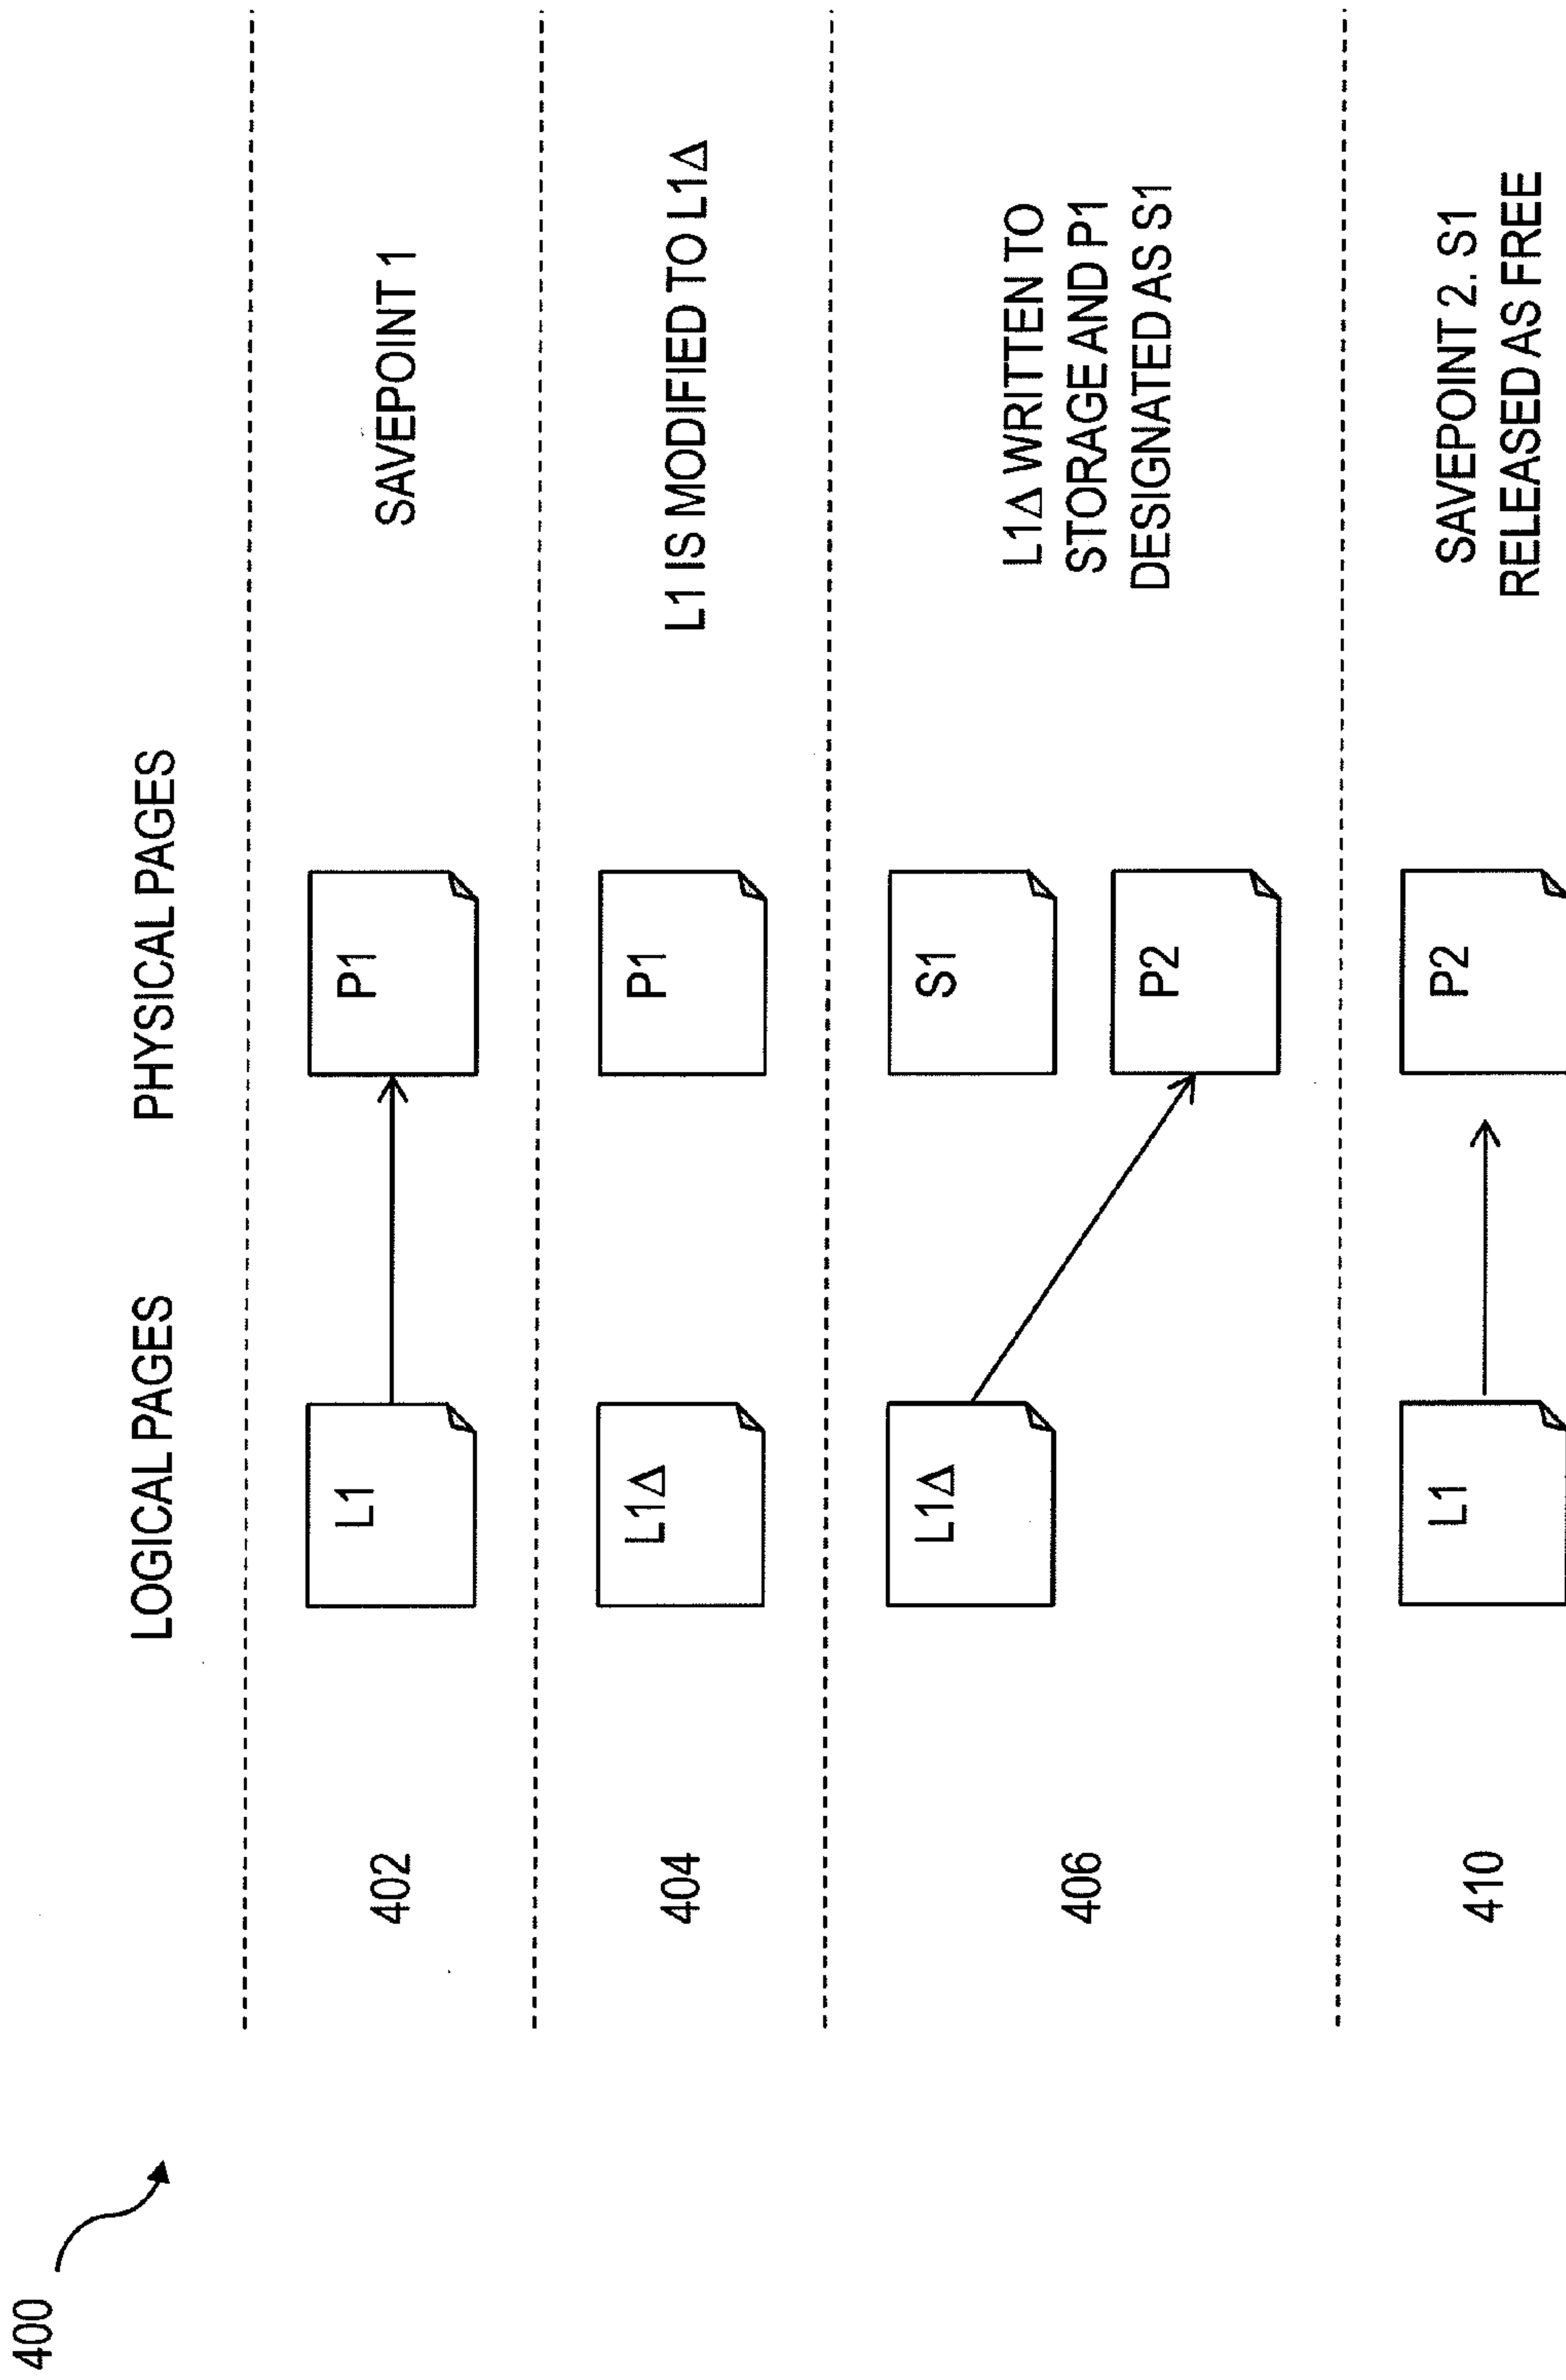 400
LOGICAL PAGES PHYSICAL PAGES
402 L1 P1 SAVEPOINT 1
404 L1Δ P1 L1 IS MODIFIED TO L1Δ
406 L1Δ S1 P2
L1Δ WRITTEN TO
STORAGE AND P1
DESIGNATED AS S1
410 L1 P2
SAVEPOINT 2. S1
RELEASED AS FREE